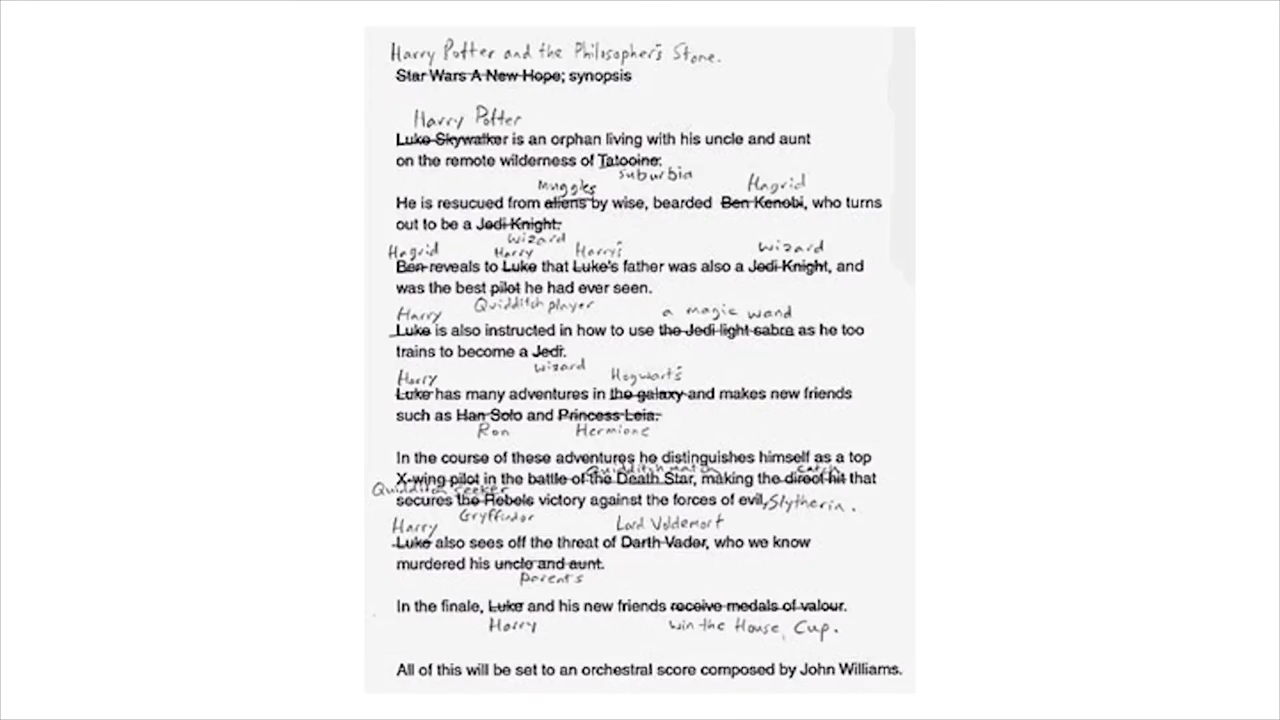 Harry Potter and the Philosopher's Stone.
Star Wars A New Hope; synopsis
Harry Potter
Luke Skywalker is an orphan living with his uncle and aunt
on the remote wilderness of Tatooine.
suburbia
muggles Hagrid
He is resucued from aliens by wise, bearded Ben Kenobi, who turns
out to be a Jedi Knight.
wizard
Hagrid Harry Harry's wizard
Ben reveals to Luke that Luke's father was also a Jedi Knight, and
was the best pilot he had ever seen.
Quidditch player
Harry a magic wand
Luke is also instructed in how to use the Jedi light sabre as he too
trains to become a Jedi.
wizard
Harry Hogwarts
Luke has many adventures in the galaxy and makes new friends
such as Han Solo and Princess Leia.
Ron Hermione
In the course of these adventures he distinguishes himself as a top
Quidditch match catch
X-wing pilot in the battle of the Death Star, making the direct hit that
Quidditch seeker
secures the Rebels victory against the forces of evil, Slytherin.
Gryffindor
Harry Lord Voldemort
Luke also sees off the threat of Darth Vader, who we know
murdered his uncle and aunt.
parents
In the finale, Luke and his new friends receive medals of valour.
Harry win the House Cup.
All of this will be set to an orchestral score composed by John Williams.